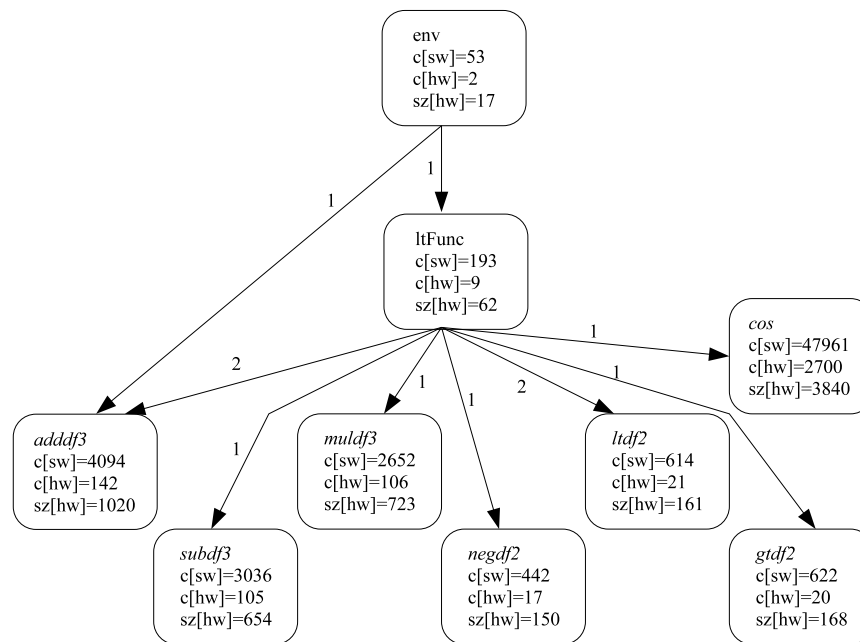 env
c[sw]=53
c[hw]=2
sz[hw]=17
1
1
ltFunc
c[sw]=193
c[hw]=9
sz[hw]=62
cos
c[sw]=47961
c[hw]=2700
sz[hw]=3840
1
2
1
1
1
2
1
adddf3
c[sw]=4094
c[hw]=142
sz[hw]=1020
muldf3
c[sw]=2652
c[hw]=106
sz[hw]=723
ltdf2
c[sw]=614
c[hw]=21
sz[hw]=161
subdf3
c[sw]=3036
c[hw]=105
sz[hw]=654
negdf2
c[sw]=442
c[hw]=17
sz[hw]=150
gtdf2
c[sw]=622
c[hw]=20
sz[hw]=168